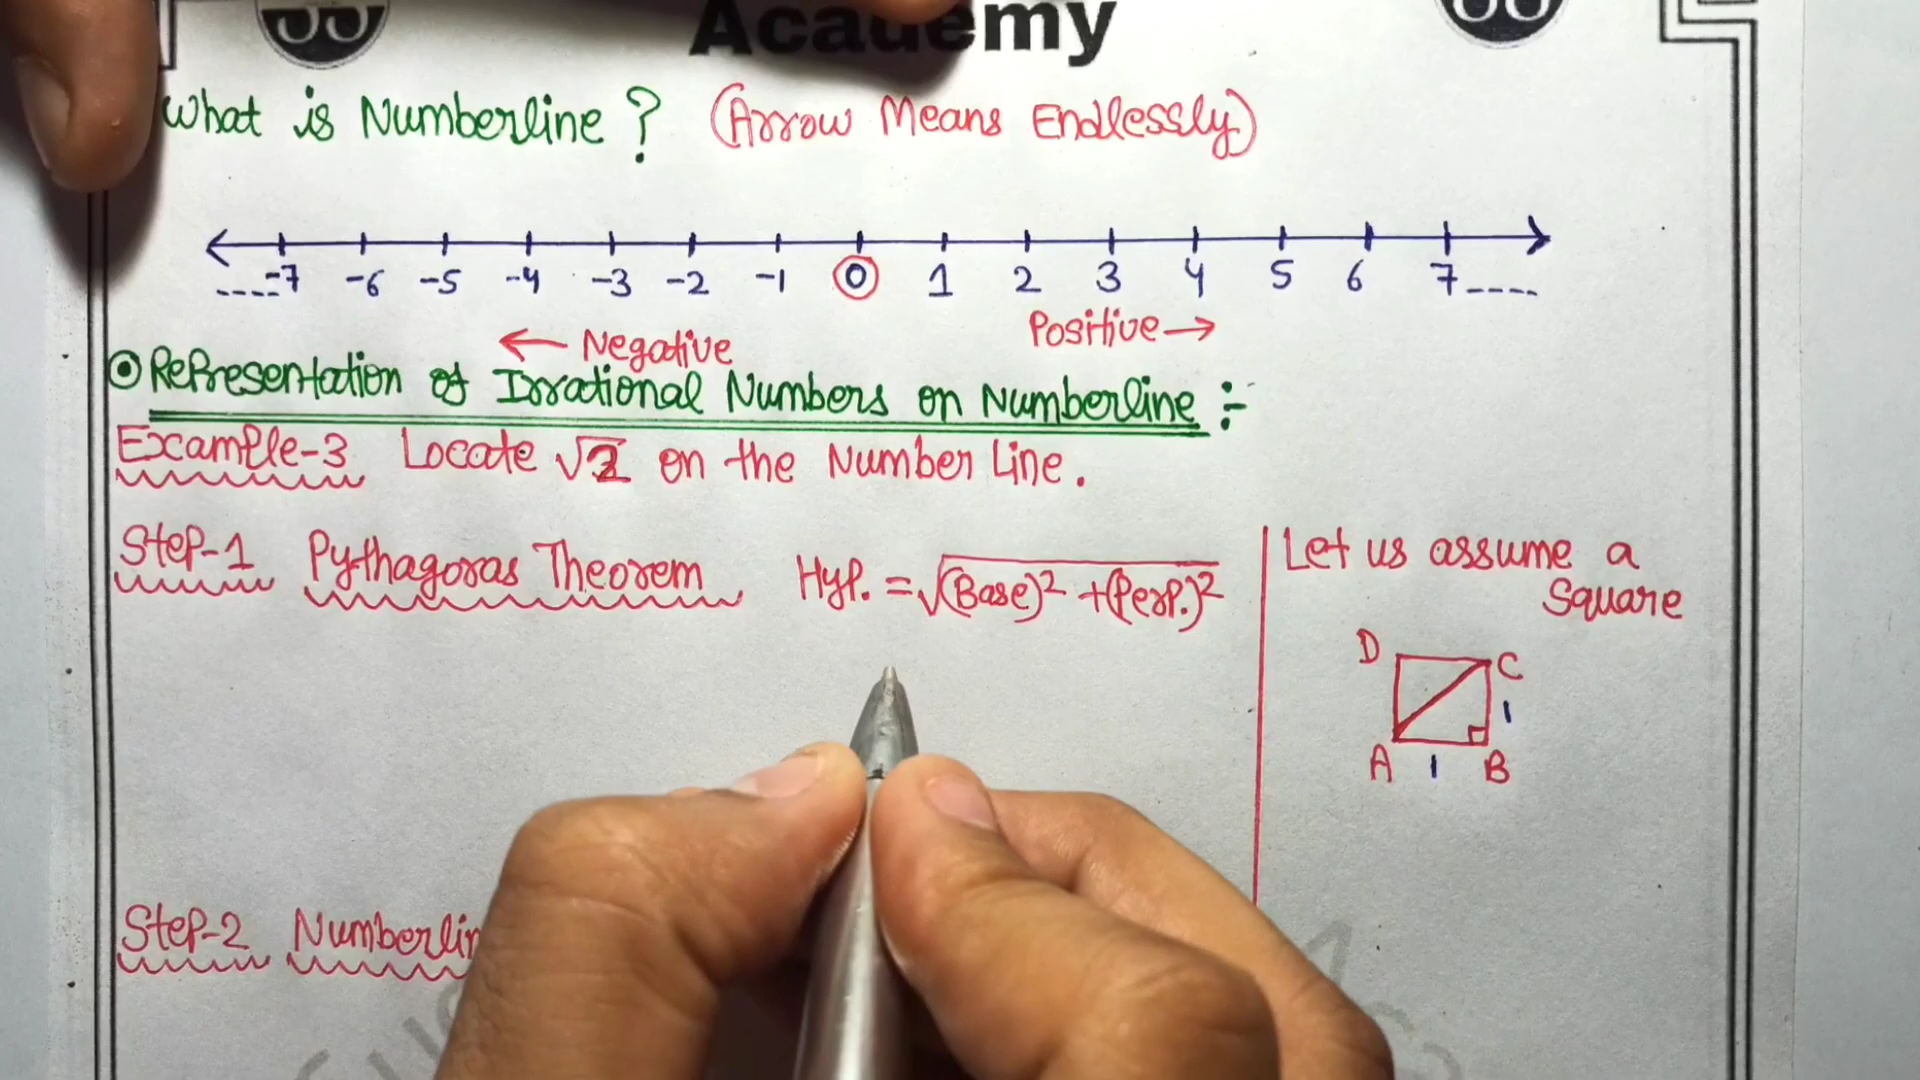 Academy
What is Numberline? (Arrow Means Endlessly)
....-7 -6 -5 -4 -3 -2 -1 0 1 2 3 4 5 6 7----
← Negative Positive→
Representation of Irrational Numbers on Numberline :-
Example-3 Locate √2 on the Number Line.
Step-1 Pythagoras Theorem Hyp. = √(Base)² + (Perp.)²
Let us assume a
Square
D C
1
A 1 B
Step-2